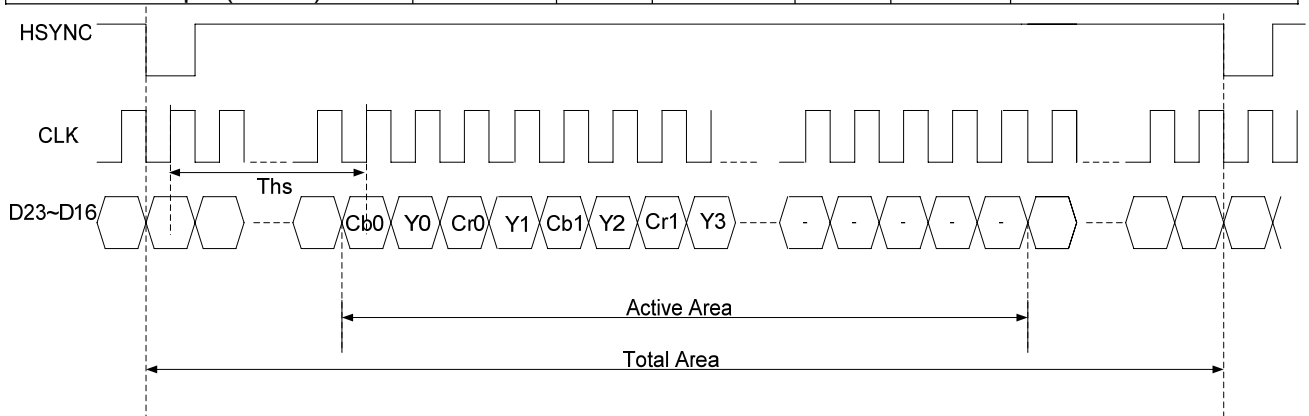 HSYNC
CLK
Ths
D23~D16
Cb0 Y0 Cr0 Y1 Cb1 Y2 Cr1 Y3 - - - - -
Active Area
Total Area